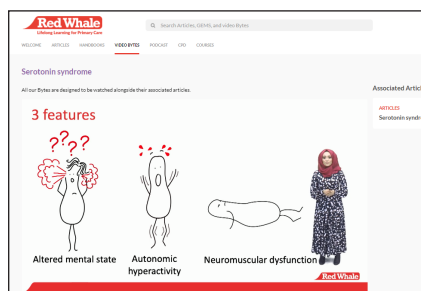 Red Whale
Lifelong Learning for Primary Care
Search Articles, GEMS, and video Bytes
WELCOME ARTICLES HANDBOOKS VIDEO BYTES PODCAST CPD COURSES
Serotonin syndrome
All our Bytes are designed to be watched alongside their associated articles.
Associated Artic
ARTICLES
Serotonin syndr
3 features
????
Altered mental state
Autonomic
hyperactivity
Neuromuscular dysfunction
Red Whale